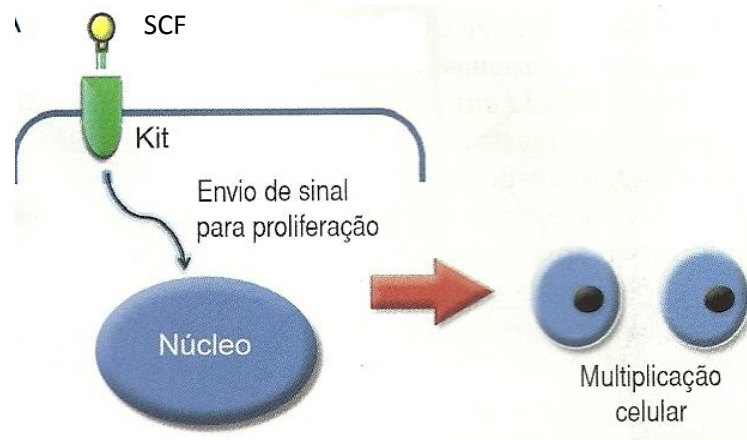 SCF
Kit
Envio de sinal
para proliferação
Núcleo
Multiplicação
celular